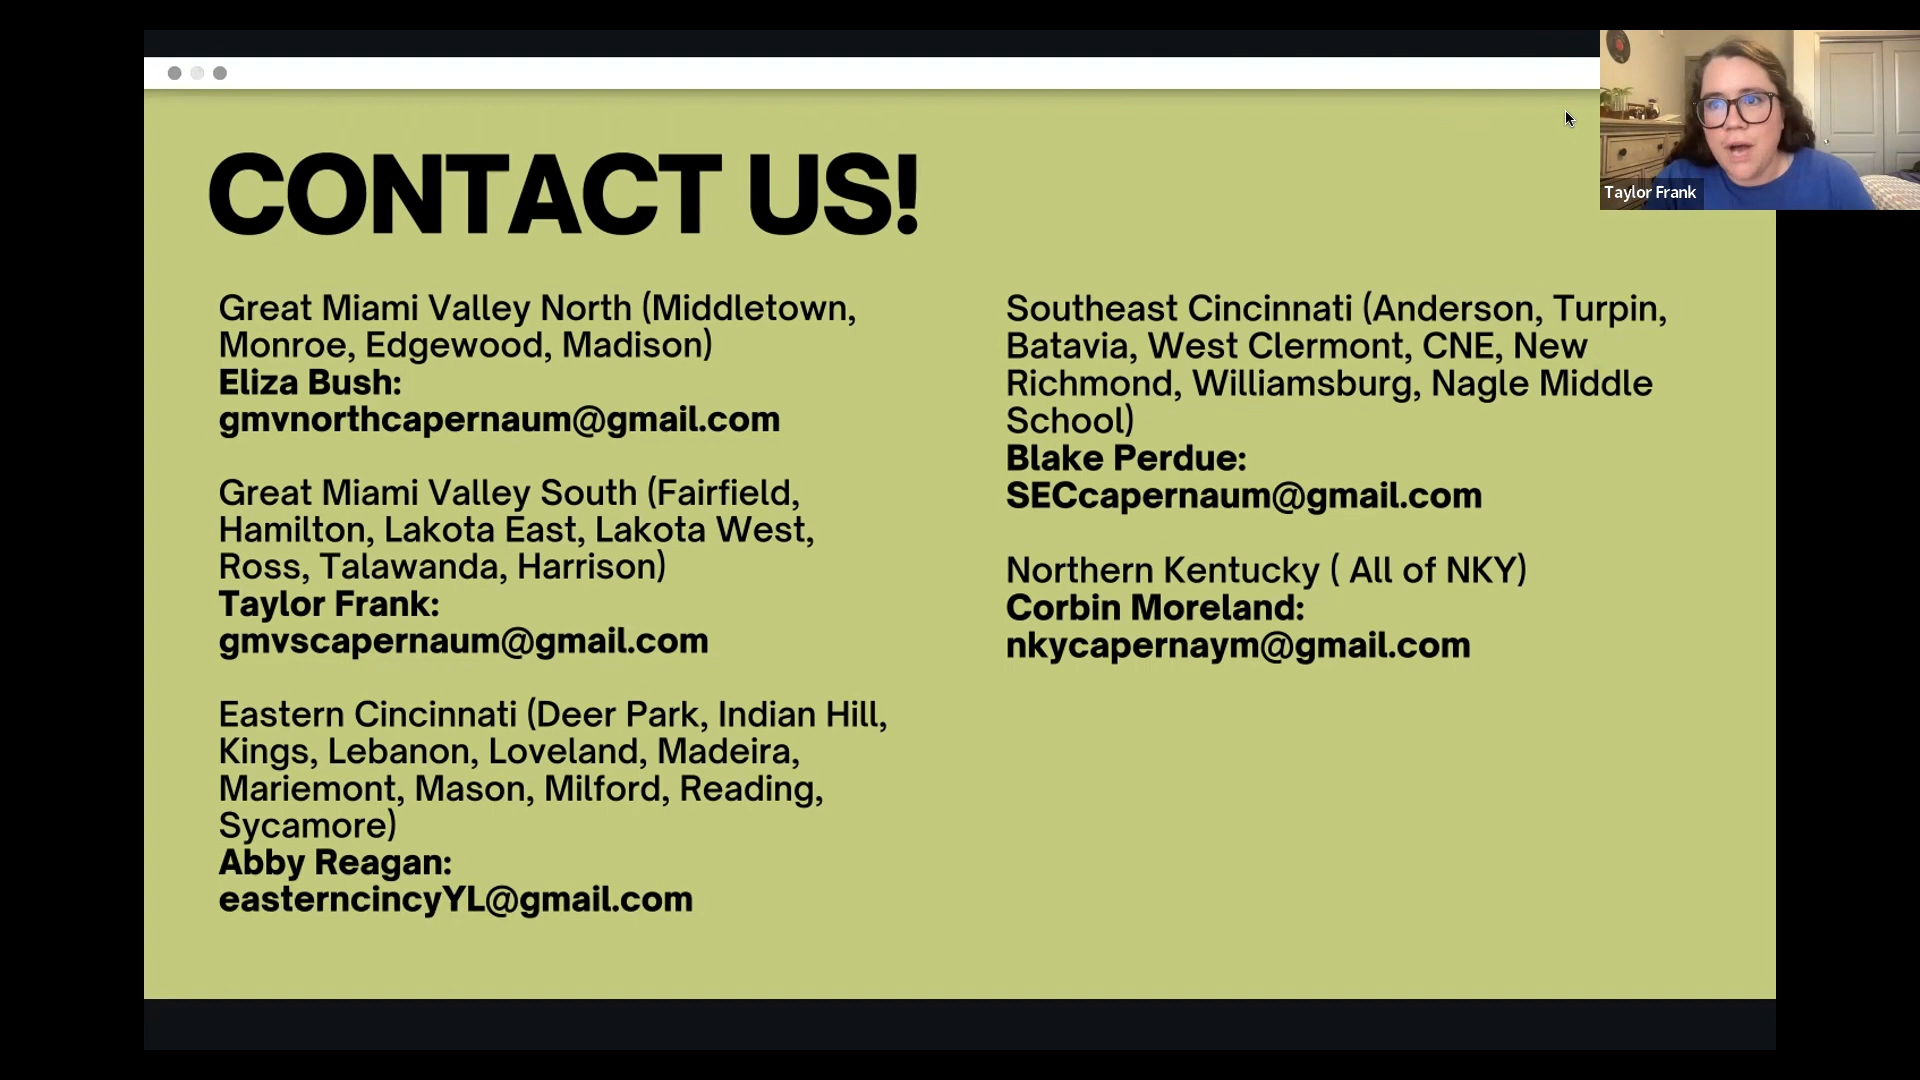 CONTACT US!
Great Miami Valley North (Middletown,
Monroe, Edgewood, Madison)
Eliza Bush:
gmvnorthcapernaum@gmail.com
Great Miami Valley South (Fairfield,
Hamilton, Lakota East, Lakota West,
Ross, Talawanda, Harrison)
Taylor Frank:
gmvscapernaum@gmail.com
Eastern Cincinnati (Deer Park, Indian Hill,
Kings, Lebanon, Loveland, Madeira,
Mariemont, Mason, Milford, Reading,
Sycamore)
Abby Reagan:
easterncincyYL@gmail.com
Southeast Cincinnati (Anderson, Turpin,
Batavia, West Clermont, CNE, New
Richmond, Williamsburg, Nagle Middle
School)
Blake Perdue:
SECcapernaum@gmail.com
Northern Kentucky ( All of NKY)
Corbin Moreland:
nkycapernaym@gmail.com
Taylor Frank